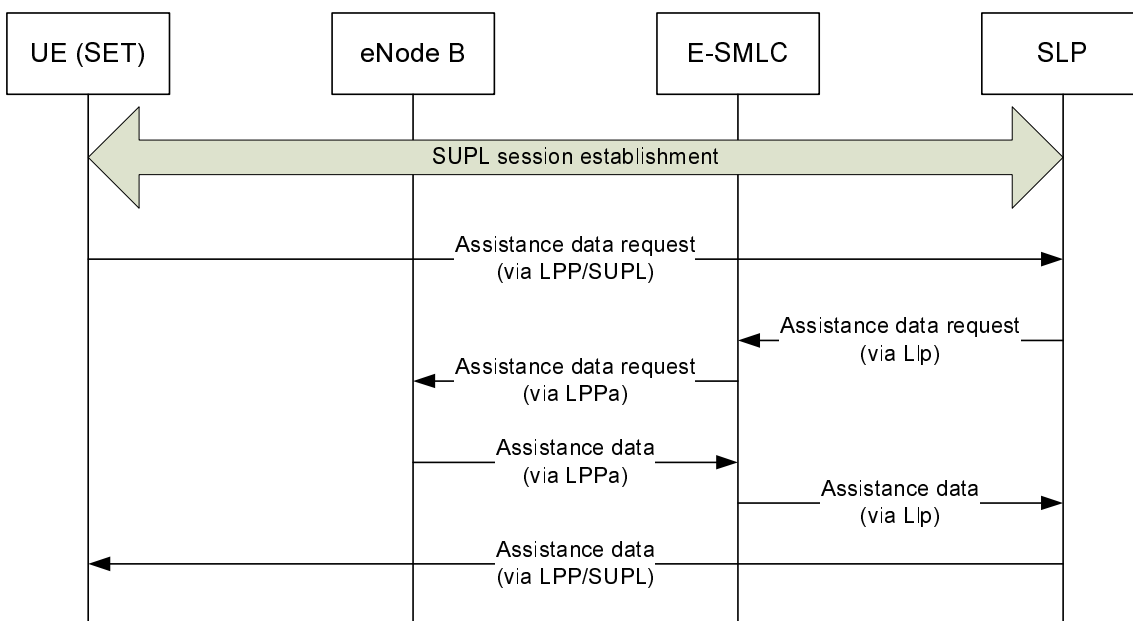 UE (SET)
eNode B
E-SMLC
SLP
SUPL session establishment
Assistance data request
(via LPP/SUPL)
Assistance data request
(via Llp)
Assistance data request
(via LPPa)
Assistance data
(via LPPa)
Assistance data
(via Llp)
Assistance data
(via LPP/SUPL)